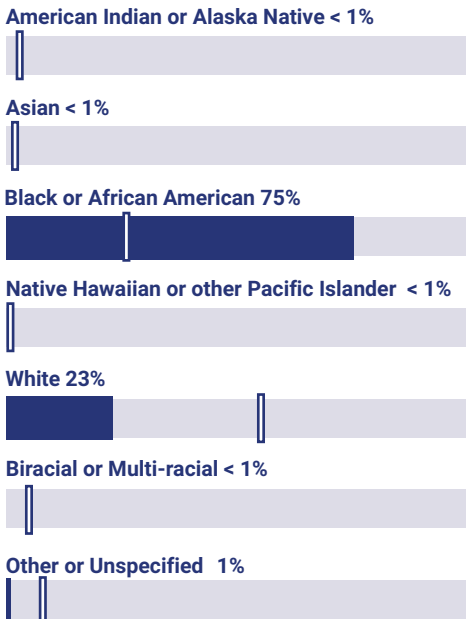 American Indian or Alaska Native < 1%
Asian < 1%
Black or African American 75%
Native Hawaiian or other Pacific Islander < 1%
White 23%
Biracial or Multi-racial < 1%
Other or Unspecified 1%